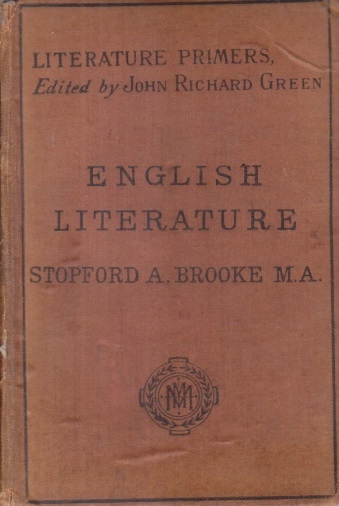 LITERATURE PRIMERS,
Edited by JOHN RICHARD GREEN
ENGLISH
LITERATURE
STOPFORD A. BROOKE M.A.